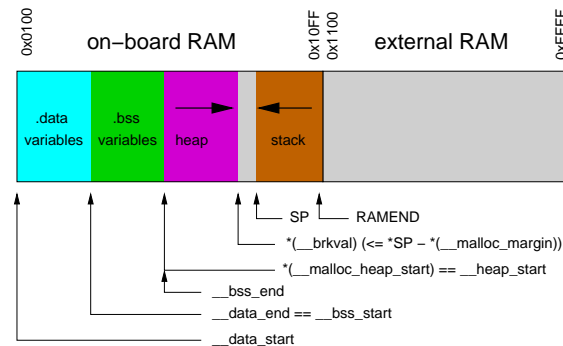 0x0100
on−board RAM
0x10FF
0x1100
external RAM
0xFFFF
.data
variables
.bss
variables
heap
stack
SP
RAMEND
*(__brkval) (<= *SP − *(__malloc_margin))
*(__malloc_heap_start) == __heap_start
__bss_end
__data_end == __bss_start
__data_start